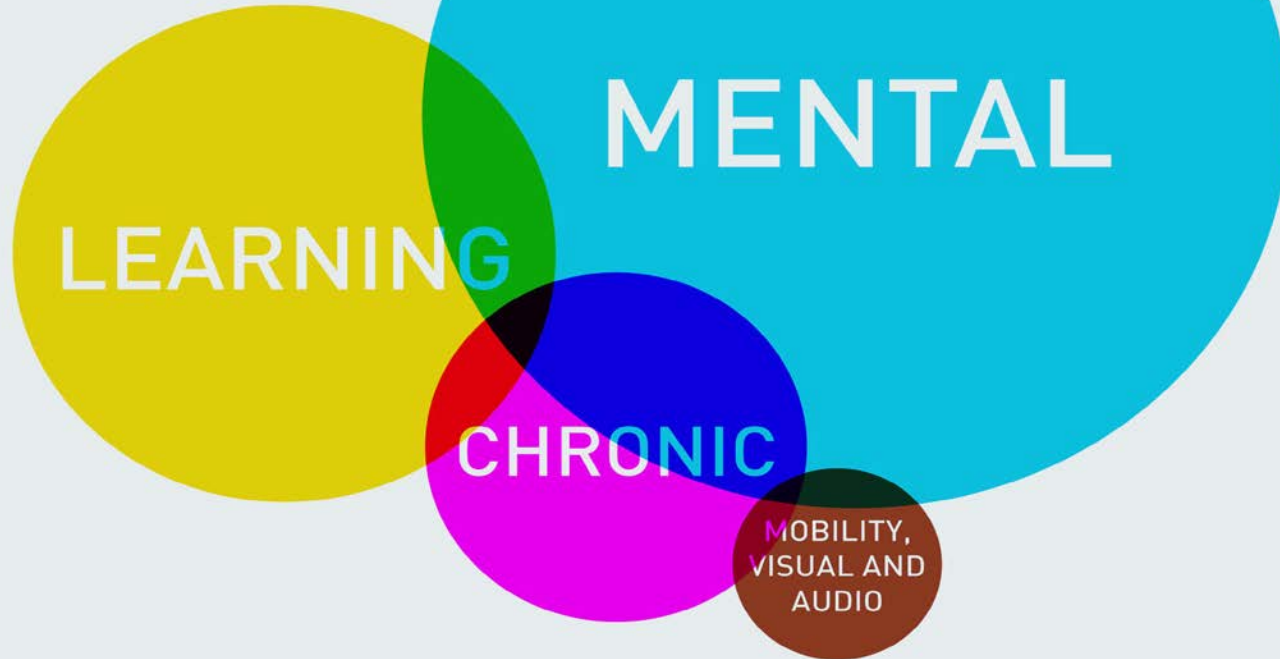 MENTAL
LEARNING
CHRONIC
MOBILITY,
VISUAL AND
AUDIO